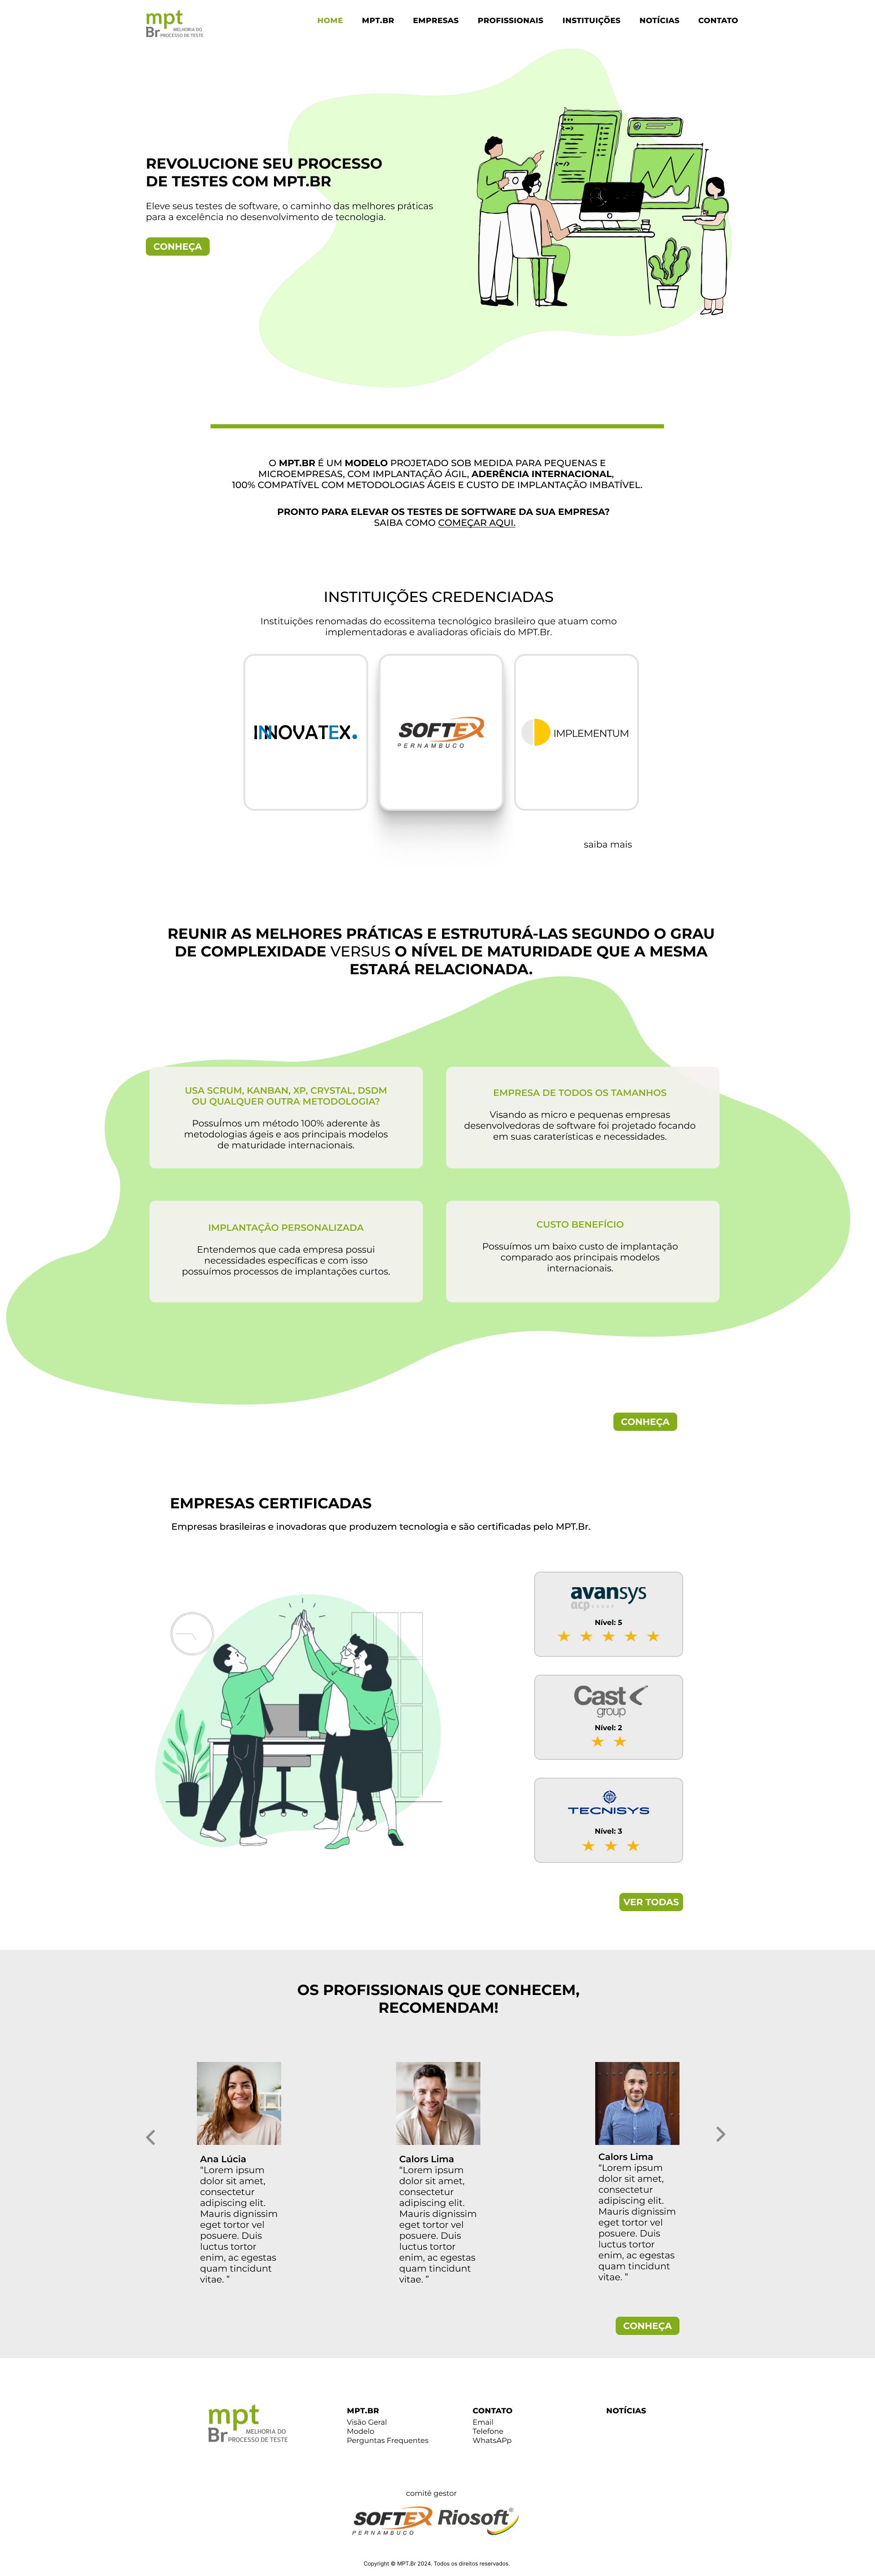 mpt
Br MELHORIA DO
PROCESSO DE TESTE
HOME MPT.BR EMPRESAS PROFISSIONAIS INSTITUIÇÕES NOTÍCIAS CONTATO
REVOLUCIONE SEU PROCESSO
DE TESTES COM MPT.BR
Eleve seus testes de software, o caminho das melhores práticas
para a excelência no desenvolvimento de tecnologia.
CONHEÇA
O MPT.BR É UM MODELO PROJETADO SOB MEDIDA PARA PEQUENAS E
MICROEMPRESAS, COM IMPLANTAÇÃO ÁGIL, ADERÊNCIA INTERNACIONAL,
100% COMPATÍVEL COM METODOLOGIAS ÁGEIS E CUSTO DE IMPLANTAÇÃO IMBATÍVEL.
PRONTO PARA ELEVAR OS TESTES DE SOFTWARE DA SUA EMPRESA?
SAIBA COMO COMEÇAR AQUI.
INSTITUIÇÕES CREDENCIADAS
Instituições renomadas do ecossitema tecnológico brasileiro que atuam como
implementadoras e avaliadoras oficiais do MPT.Br.
INNOVATEX.
SOFTEX
PERNAMBUCO
IMPLEMENTUM
saiba mais
REUNIR AS MELHORES PRÁTICAS E ESTRUTURÁ-LAS SEGUNDO O GRAU
DE COMPLEXIDADE VERSUS O NÍVEL DE MATURIDADE QUE A MESMA
ESTARÁ RELACIONADA.
USA SCRUM, KANBAN, XP, CRYSTAL, DSDM
OU QUALQUER OUTRA METODOLOGIA?
PossuÍmos um método 100% aderente às
metodologias ágeis e aos principais modelos
de maturidade internacionais.
EMPRESA DE TODOS OS TAMANHOS
Visando as micro e pequenas empresas
desenvolvedoras de software foi projetado focando
em suas caraterísticas e necessidades.
IMPLANTAÇÃO PERSONALIZADA
Entendemos que cada empresa possui
necessidades específicas e com isso
possuímos processos de implantações curtos.
CUSTO BENEFÍCIO
Possuímos um baixo custo de implantação
comparado aos principais modelos
internacionais.
CONHEÇA
EMPRESAS CERTIFICADAS
Empresas brasileiras e inovadoras que produzem tecnologia e são certificadas pelo MPT.Br.
avansys
acp
Nível: 5
Cast
group
Nível: 2
TECNISYS
Nível: 3
VER TODAS
OS PROFISSIONAIS QUE CONHECEM,
RECOMENDAM!
Ana Lúcia
“Lorem ipsum
dolor sit amet,
consectetur
adipiscing elit.
Mauris dignissim
eget tortor vel
posuere. Duis
luctus tortor
enim, ac egestas
quam tincidunt
vitae. ”
Calors Lima
“Lorem ipsum
dolor sit amet,
consectetur
adipiscing elit.
Mauris dignissim
eget tortor vel
posuere. Duis
luctus tortor
enim, ac egestas
quam tincidunt
vitae. ”
Calors Lima
“Lorem ipsum
dolor sit amet,
consectetur
adipiscing elit.
Mauris dignissim
eget tortor vel
posuere. Duis
luctus tortor
enim, ac egestas
quam tincidunt
vitae. ”
CONHEÇA
mpt
Br MELHORIA DO
PROCESSO DE TESTE
MPT.BR
Visão Geral
Modelo
Perguntas Frequentes
CONTATO
Email
Telefone
WhatsAPp
NOTÍCIAS
comitê gestor
SOFTEX
PERNAMBUCO
Riosoft
Copyright © MPT.Br 2024. Todos os direitos reservados.